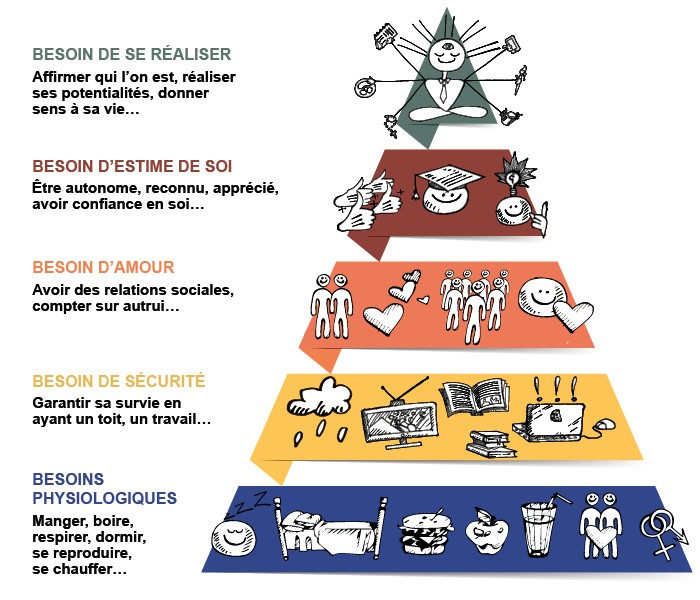 BESOIN DE SE RÉALISER
Affirmer qui l’on est, réaliser
ses potentialités, donner
sens à sa vie…
BESOIN D’ESTIME DE SOI
Être autonome, reconnu, apprécié,
avoir confiance en soi…
BESOIN D’AMOUR
Avoir des relations sociales,
compter sur autrui…
BESOIN DE SÉCURITÉ
Garantir sa survie en
ayant un toit, un travail…
! ! !
BESOINS
PHYSIOLOGIQUES
Manger, boire,
respirer, dormir,
se reproduire,
se chauffer…
ZZZ